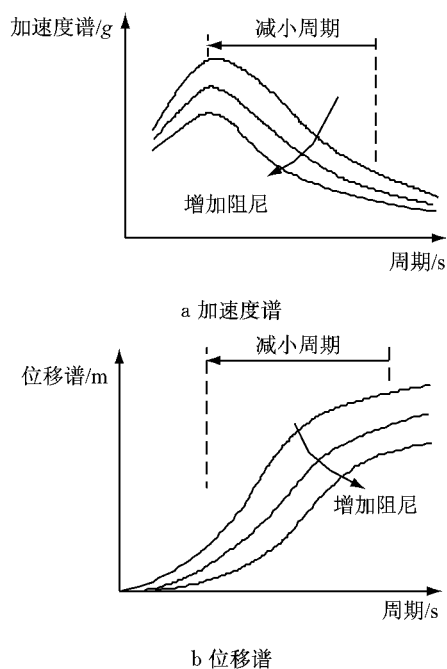 加速度谱/g
减小周期
增加阻尼
周期/s
a 加速度谱
位移谱/m
减小周期
增加阻尼
周期/s
b 位移谱